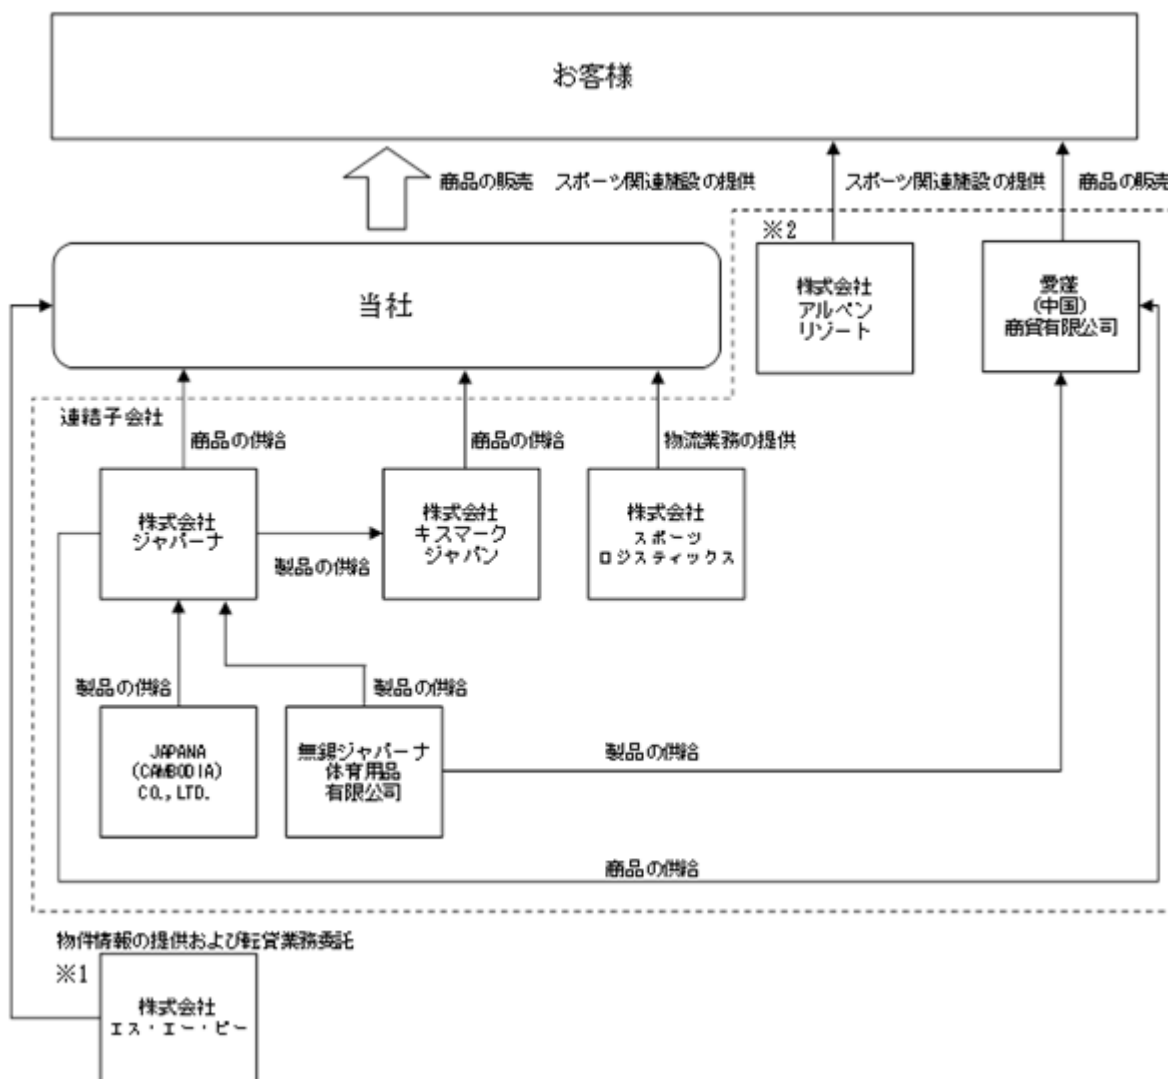 お客様
商品の販売　スポーツ関連施設の提供
スポーツ関連施設の提供
商品の販売
※2
当社
株式会社
アルペン
リゾート
愛蓬
(中国)
商貿有限公司
連結子会社
商品の供給
商品の供給
物流業務の提供
株式会社
ジャパーナ
製品の供給
株式会社
キスマーク
ジャパン
株式会社
スポーツ
ロジスティックス
製品の供給
製品の供給
JAPANA
(CAMBODIA)
CO.,LTD.
無錫ジャパーナ
体育用品
有限公司
製品の供給
商品の供給
物件情報の提供および転貸業務委託
※1
株式会社
エス・エー・ピー